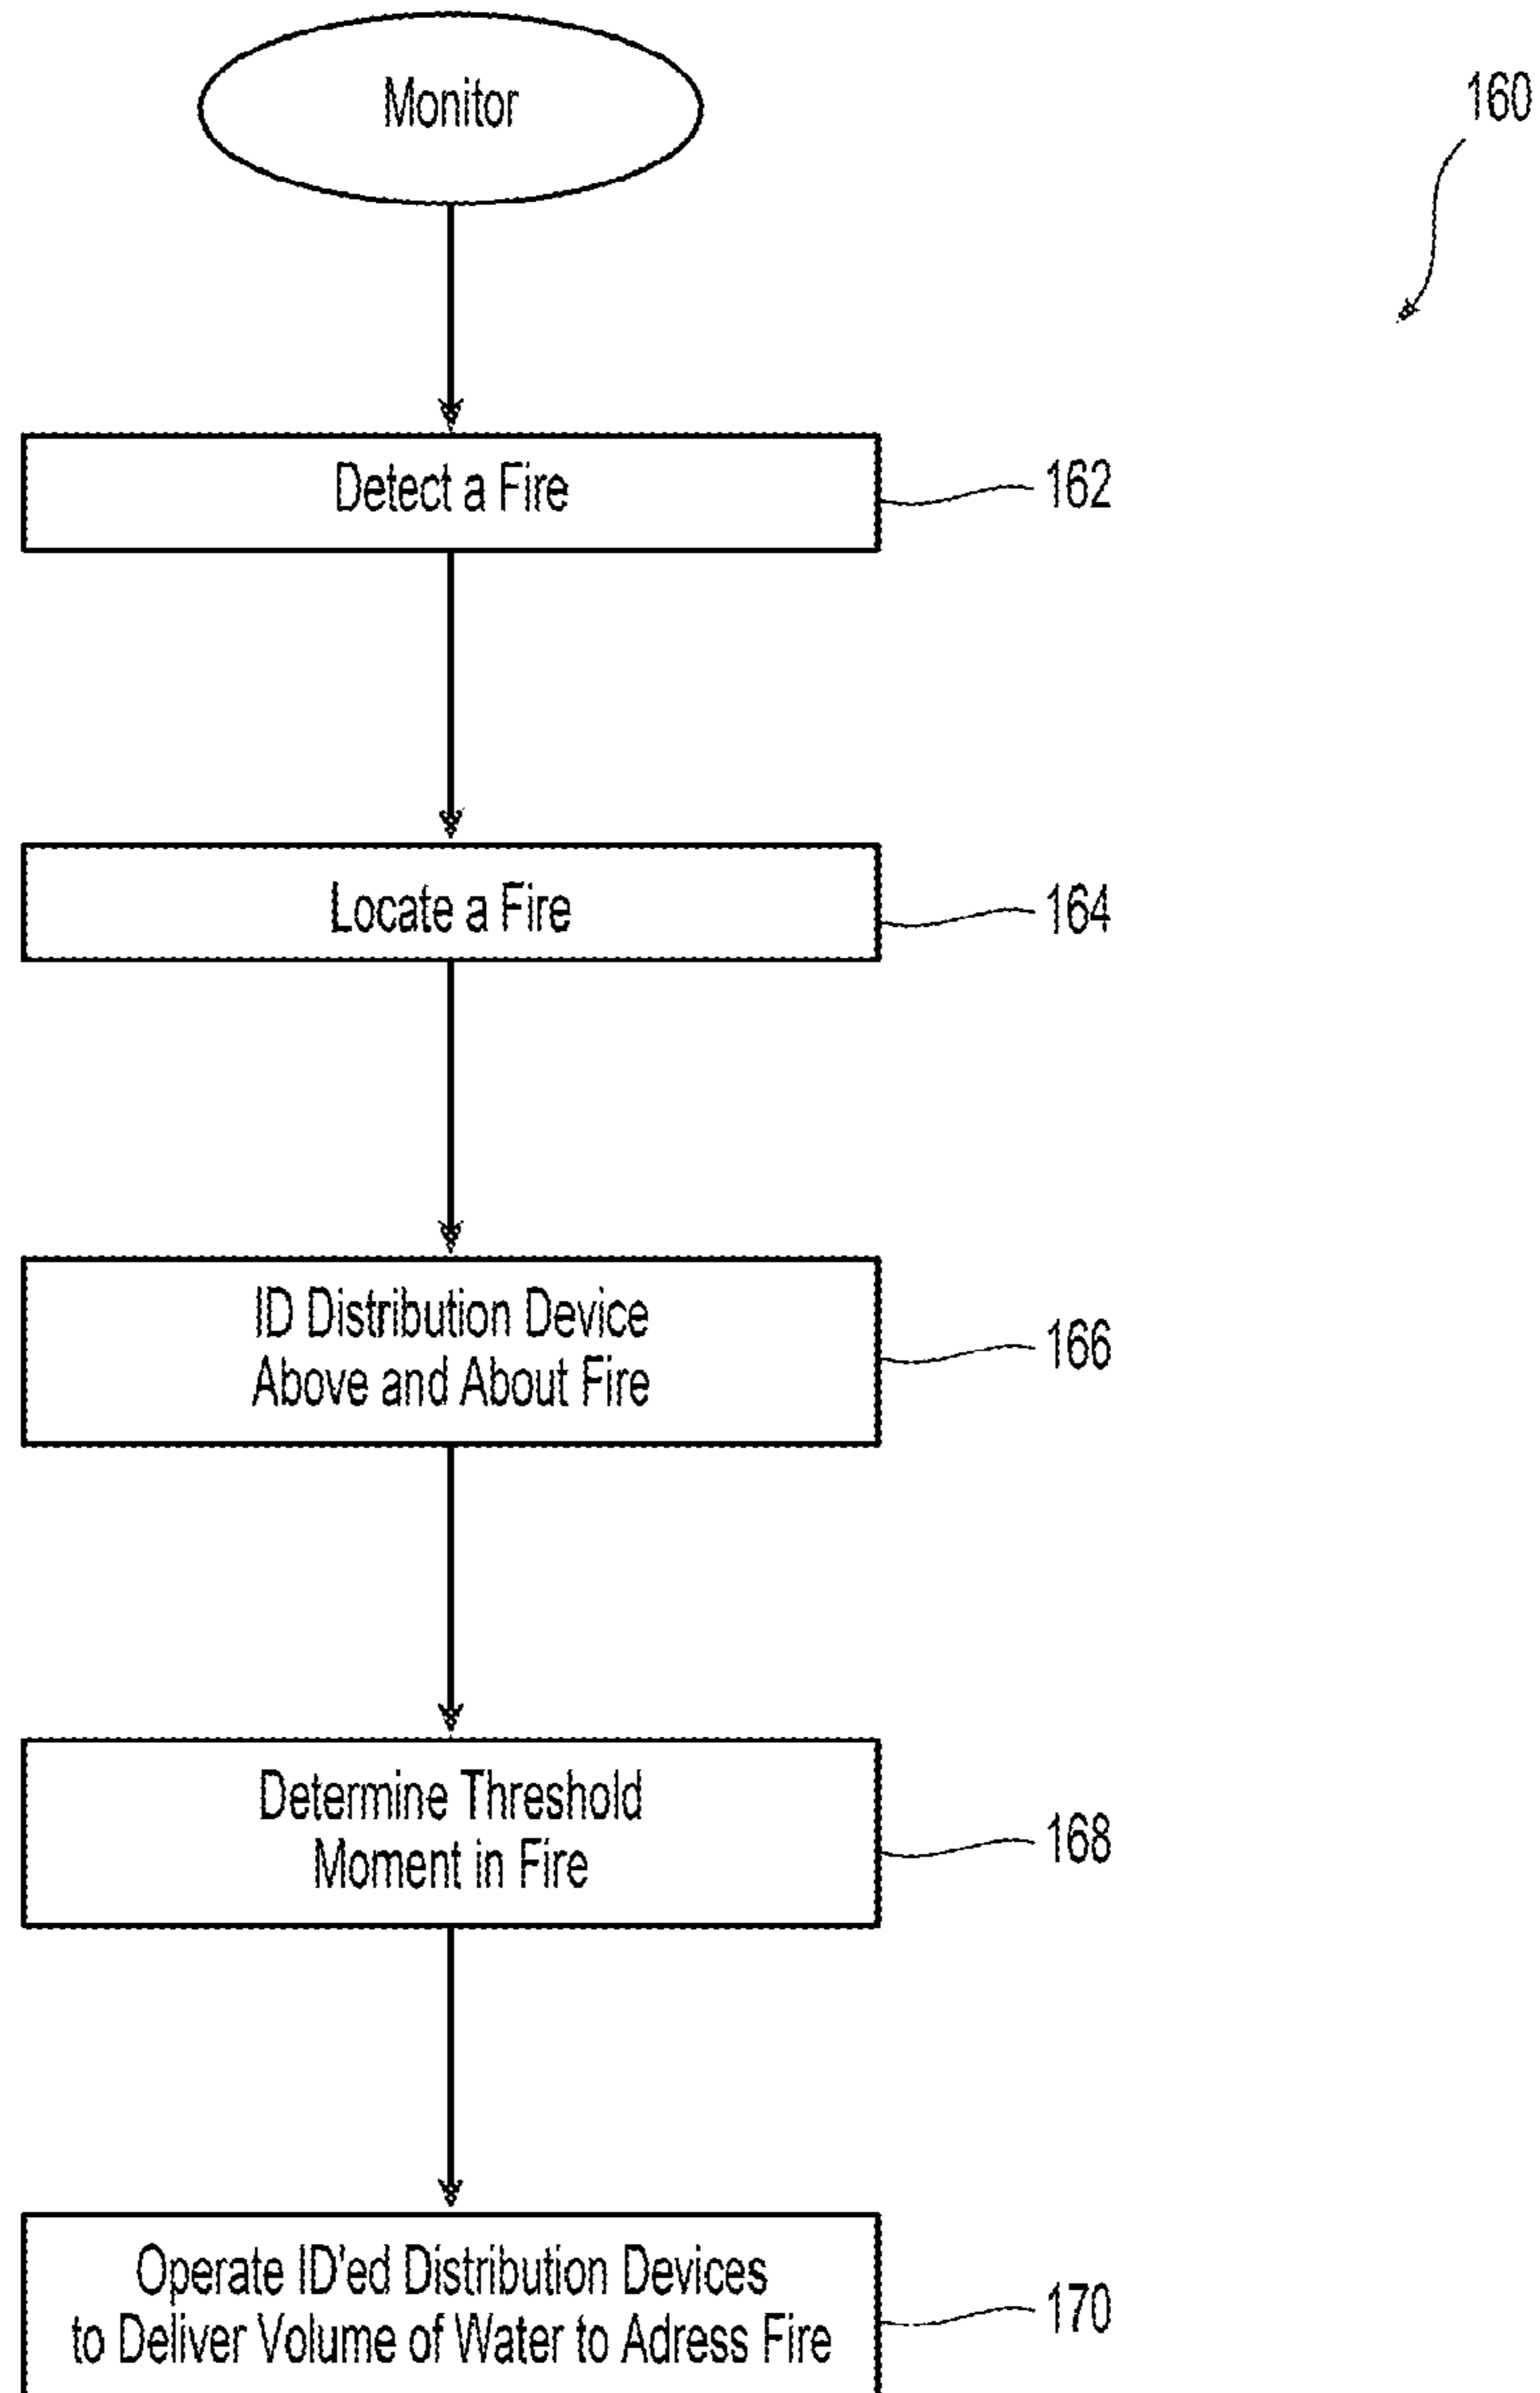 Monitor
160
Detect a Fire
162
Locate a Fire
164
ID Distribution Device
Above and About Fire
166
Determine Threshold
Moment in Fire
168
Operate ID'ed Distribution Devices
to Deliver Volume of Water to Adress Fire
170